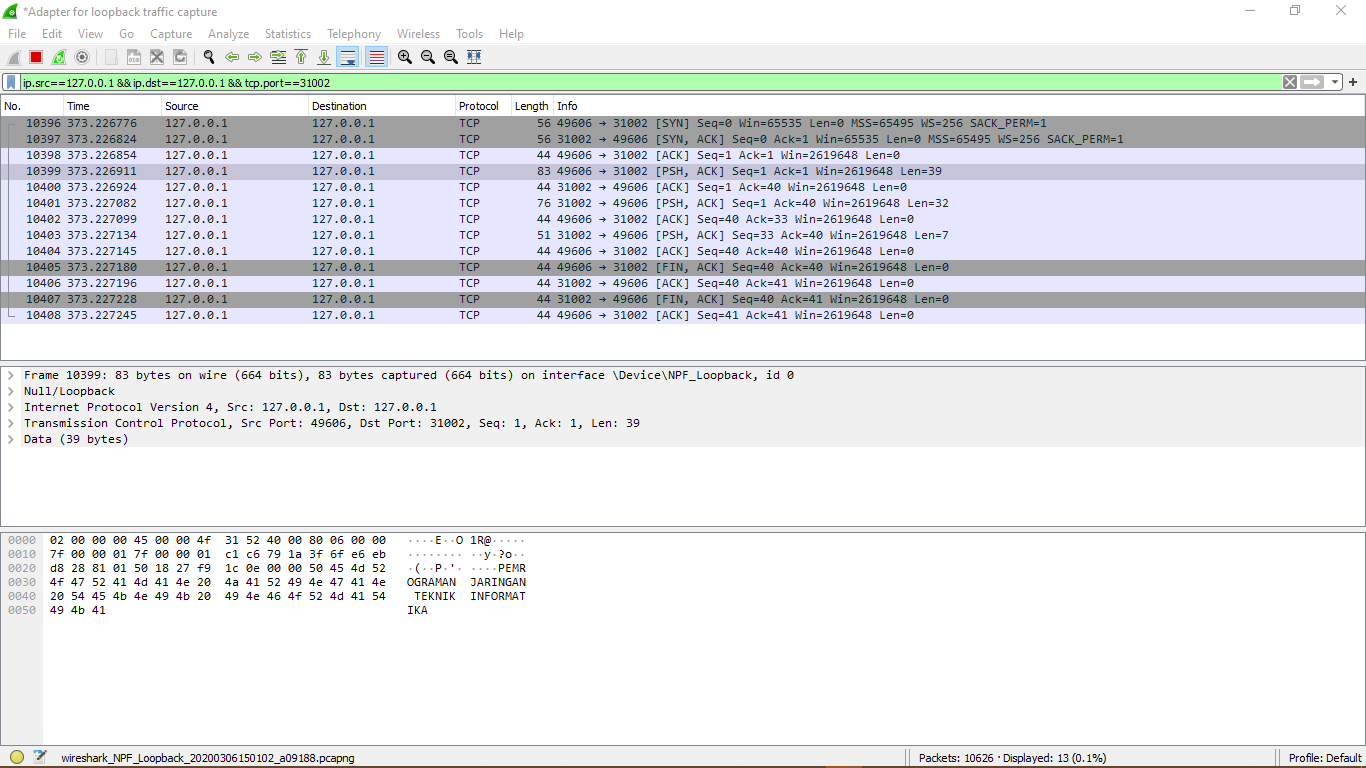 *Adapter for loopback traffic capture
File Edit View Go Capture Analyze Statistics Telephony Wireless Tools Help
ip.src==127.0.0.1 && ip.dst==127.0.0.1 && tcp.port==31002
No. Time Source Destination Protocol Length Info
10396 373.226776 127.0.0.1 127.0.0.1 TCP 56 49606 → 31002 [SYN] Seq=0 Win=65535 Len=0 MSS=65495 WS=256 SACK_PERM=1
10397 373.226824 127.0.0.1 127.0.0.1 TCP 56 31002 → 49606 [SYN, ACK] Seq=0 Ack=1 Win=65535 Len=0 MSS=65495 WS=256 SACK_PERM=1
10398 373.226854 127.0.0.1 127.0.0.1 TCP 44 49606 → 31002 [ACK] Seq=1 Ack=1 Win=2619648 Len=0
10399 373.226911 127.0.0.1 127.0.0.1 TCP 83 49606 → 31002 [PSH, ACK] Seq=1 Ack=1 Win=2619648 Len=39
10400 373.226924 127.0.0.1 127.0.0.1 TCP 44 31002 → 49606 [ACK] Seq=1 Ack=40 Win=2619648 Len=0
10401 373.227082 127.0.0.1 127.0.0.1 TCP 76 31002 → 49606 [PSH, ACK] Seq=1 Ack=40 Win=2619648 Len=32
10402 373.227099 127.0.0.1 127.0.0.1 TCP 44 49606 → 31002 [ACK] Seq=40 Ack=33 Win=2619648 Len=0
10403 373.227134 127.0.0.1 127.0.0.1 TCP 51 31002 → 49606 [PSH, ACK] Seq=33 Ack=40 Win=2619648 Len=7
10404 373.227145 127.0.0.1 127.0.0.1 TCP 44 49606 → 31002 [ACK] Seq=40 Ack=40 Win=2619648 Len=0
10405 373.227180 127.0.0.1 127.0.0.1 TCP 44 49606 → 31002 [FIN, ACK] Seq=40 Ack=40 Win=2619648 Len=0
10406 373.227196 127.0.0.1 127.0.0.1 TCP 44 31002 → 49606 [ACK] Seq=40 Ack=41 Win=2619648 Len=0
10407 373.227228 127.0.0.1 127.0.0.1 TCP 44 31002 → 49606 [FIN, ACK] Seq=40 Ack=41 Win=2619648 Len=0
10408 373.227245 127.0.0.1 127.0.0.1 TCP 44 49606 → 31002 [ACK] Seq=41 Ack=41 Win=2619648 Len=0
Frame 10399: 83 bytes on wire (664 bits), 83 bytes captured (664 bits) on interface \Device\NPF_Loopback, id 0
Null/Loopback
Internet Protocol Version 4, Src: 127.0.0.1, Dst: 127.0.0.1
Transmission Control Protocol, Src Port: 49606, Dst Port: 31002, Seq: 1, Ack: 1, Len: 39
Data (39 bytes)
0000 02 00 00 00 45 00 00 4f 31 52 40 00 80 06 00 00 ····E··O 1R@·····
0010 7f 00 00 01 7f 00 00 01 c1 c6 79 1a 3f 6f e6 eb ········ ··y·?o··
0020 d8 28 81 01 50 18 27 f9 1c 0e 00 00 50 45 4d 52 ·(··P·'· ····PEMR
0030 4f 47 52 41 4d 41 4e 20 4a 41 52 49 4e 47 41 4e OGRAMAN JARINGAN
0040 20 54 45 4b 4e 49 4b 20 49 4e 46 4f 52 4d 41 54 TEKNIK INFORMAT
0050 49 4b 41 IKA
wireshark_NPF_Loopback_20200306150102_a09188.pcapng Packets: 10626 · Displayed: 13 (0.1%) Profile: Default